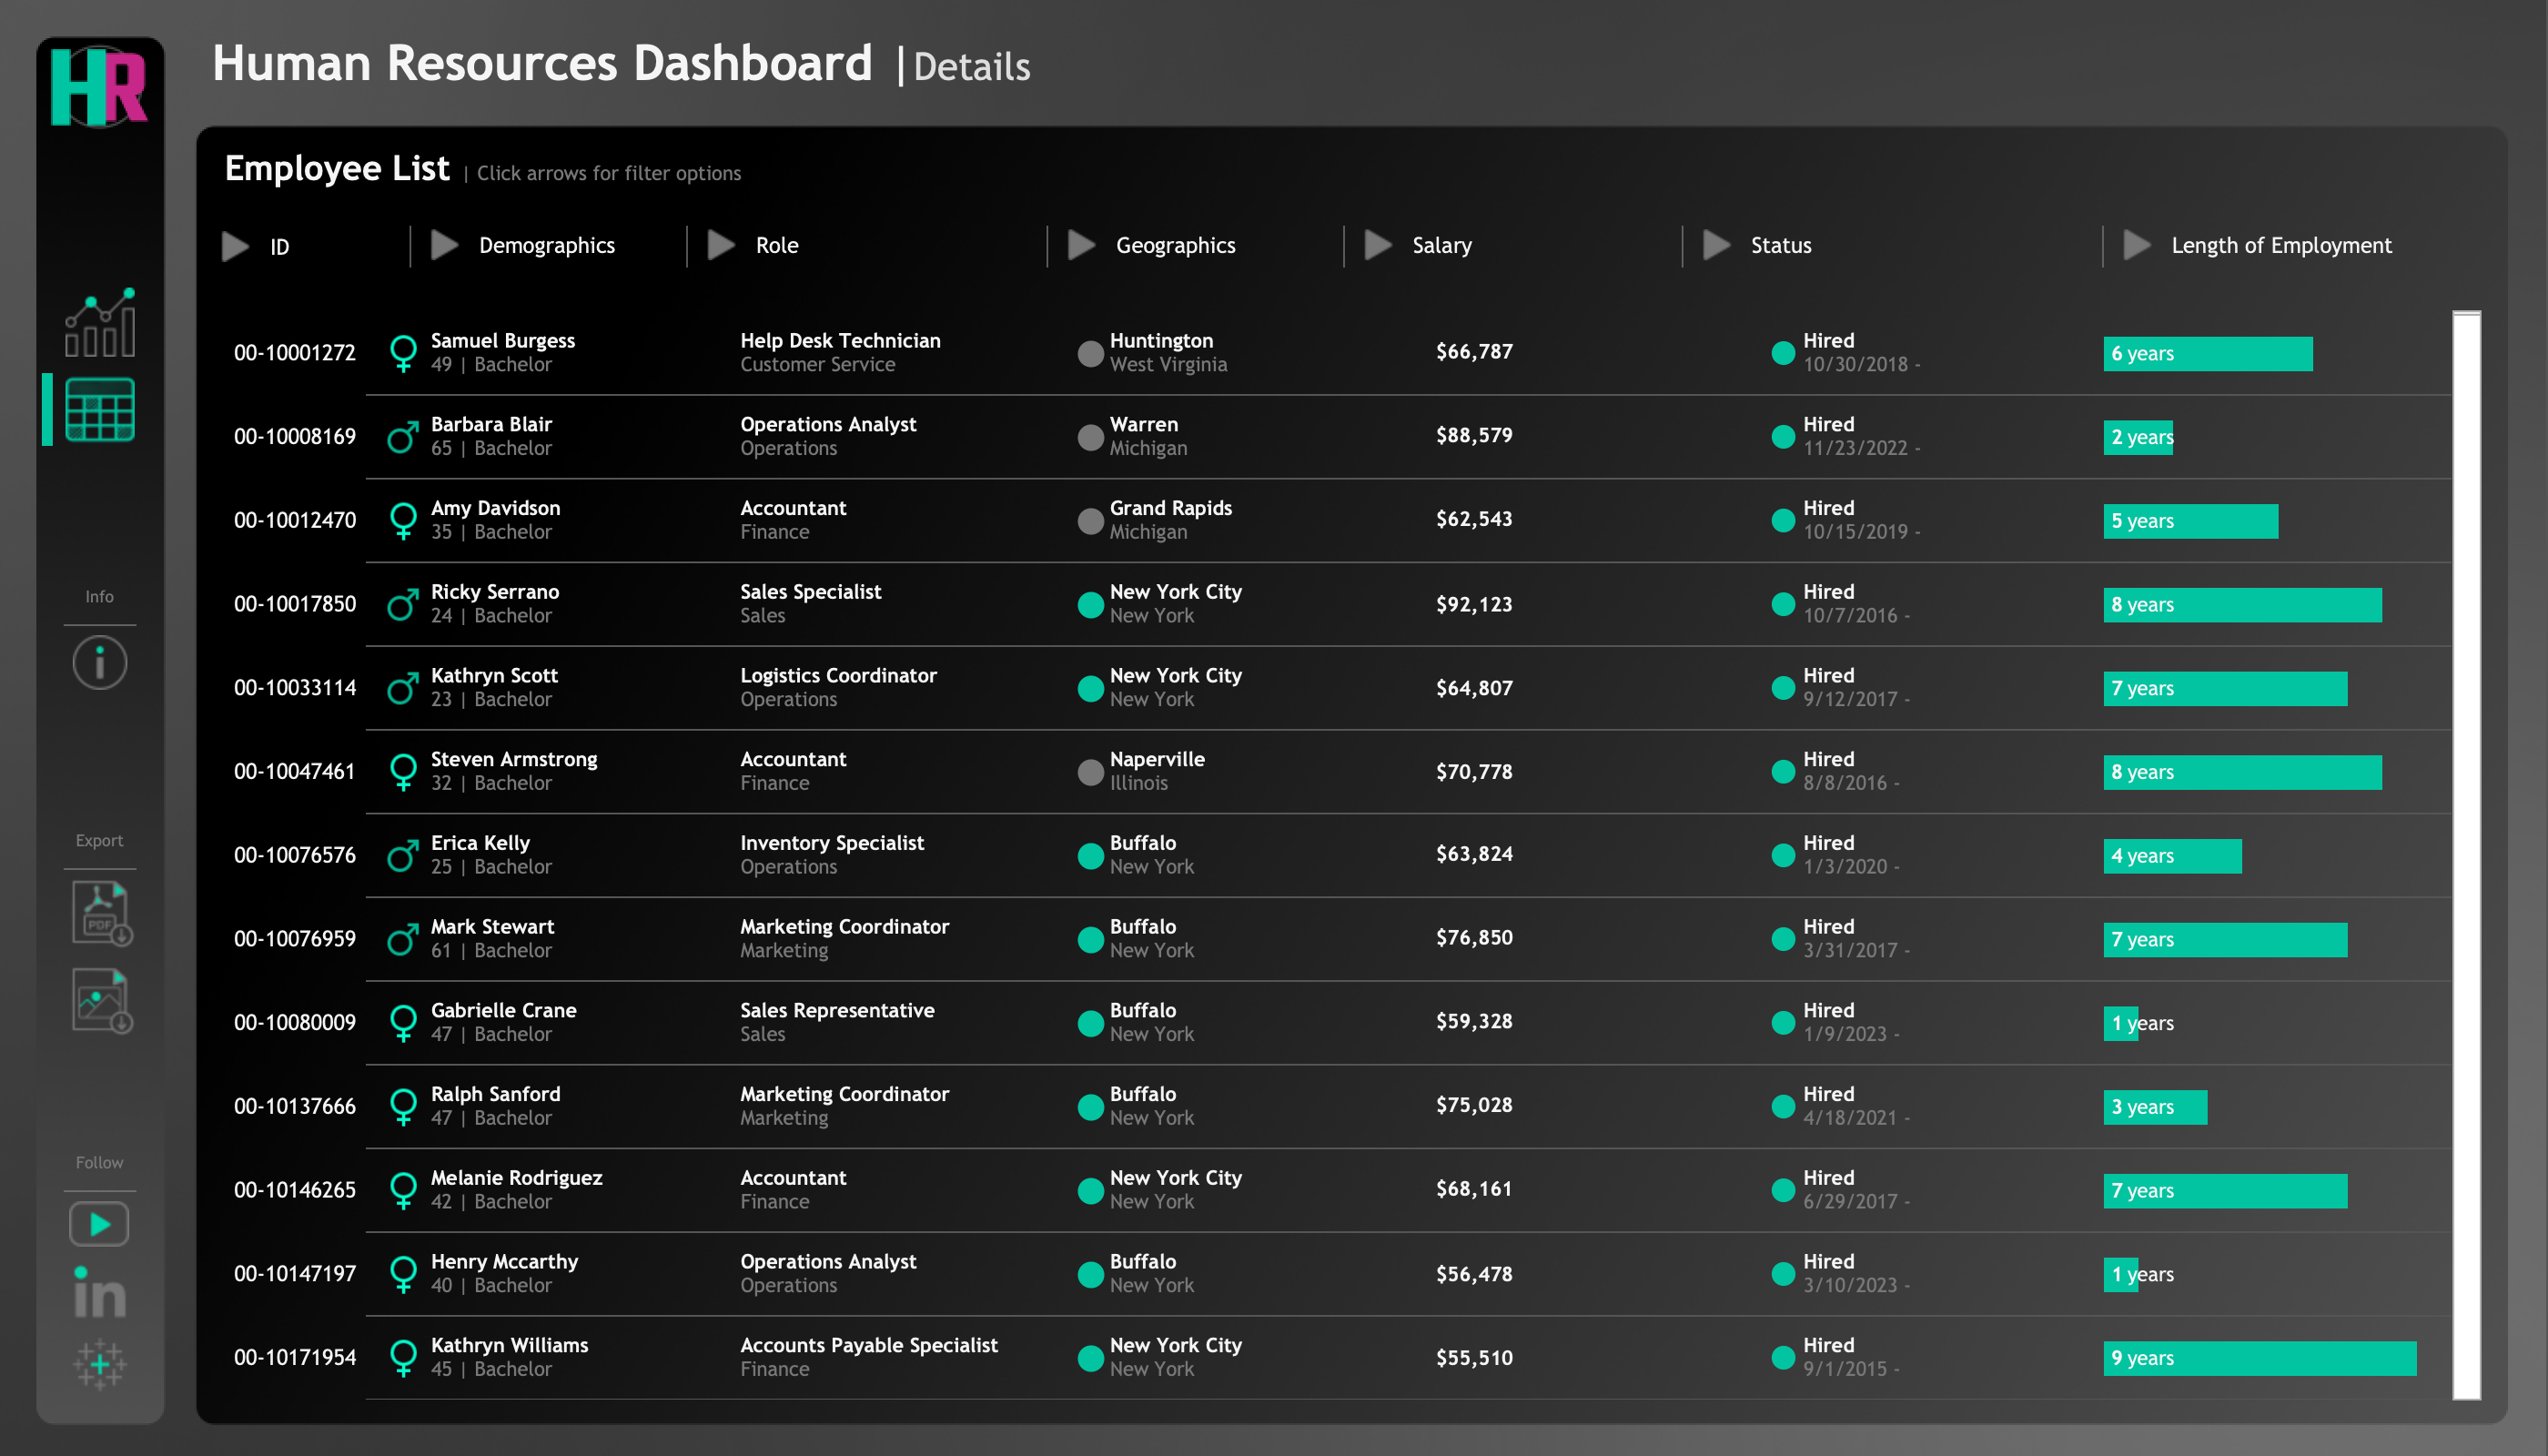 HR
Human Resources Dashboard | Details
Employee List | Click arrows for filter options
ID Demographics Role Geographics Salary Status Length of Employment
00-10001272 Samuel Burgess Help Desk Technician Huntington $66,787 Hired 6 years
49 | Bachelor Customer Service West Virginia 10/30/2018 -
00-10008169 Barbara Blair Operations Analyst Warren $88,579 Hired 2 years
65 | Bachelor Operations Michigan 11/23/2022 -
00-10012470 Amy Davidson Accountant Grand Rapids $62,543 Hired 5 years
35 | Bachelor Finance Michigan 10/15/2019 -
00-10017850 Ricky Serrano Sales Specialist New York City $92,123 Hired 8 years
24 | Bachelor Sales New York 10/7/2016 -
Info
00-10033114 Kathryn Scott Logistics Coordinator New York City $64,807 Hired 7 years
23 | Bachelor Operations New York 9/12/2017 -
00-10047461 Steven Armstrong Accountant Naperville $70,778 Hired 8 years
32 | Bachelor Finance Illinois 8/8/2016 -
Export
00-10076576 Erica Kelly Inventory Specialist Buffalo $63,824 Hired 4 years
25 | Bachelor Operations New York 1/3/2020 -
PDF
00-10076959 Mark Stewart Marketing Coordinator Buffalo $76,850 Hired 7 years
61 | Bachelor Marketing New York 3/31/2017 -
00-10080009 Gabrielle Crane Sales Representative Buffalo $59,328 Hired 1 years
47 | Bachelor Sales New York 1/9/2023 -
00-10137666 Ralph Sanford Marketing Coordinator Buffalo $75,028 Hired 3 years
47 | Bachelor Marketing New York 4/18/2021 -
Follow
00-10146265 Melanie Rodriguez Accountant New York City $68,161 Hired 7 years
42 | Bachelor Finance New York 6/29/2017 -
00-10147197 Henry Mccarthy Operations Analyst Buffalo $56,478 Hired 1 years
40 | Bachelor Operations New York 3/10/2023 -
in
00-10171954 Kathryn Williams Accounts Payable Specialist New York City $55,510 Hired 9 years
45 | Bachelor Finance New York 9/1/2015 -